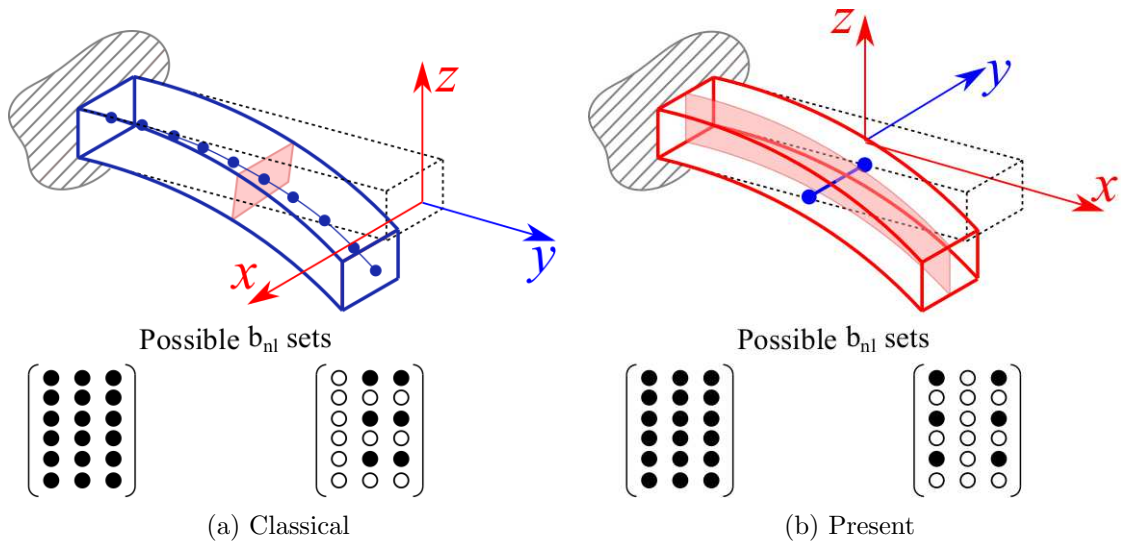 z
x
y
Possible b_nl sets
(a) Classical
z
y
x
Possible b_nl sets
(b) Present